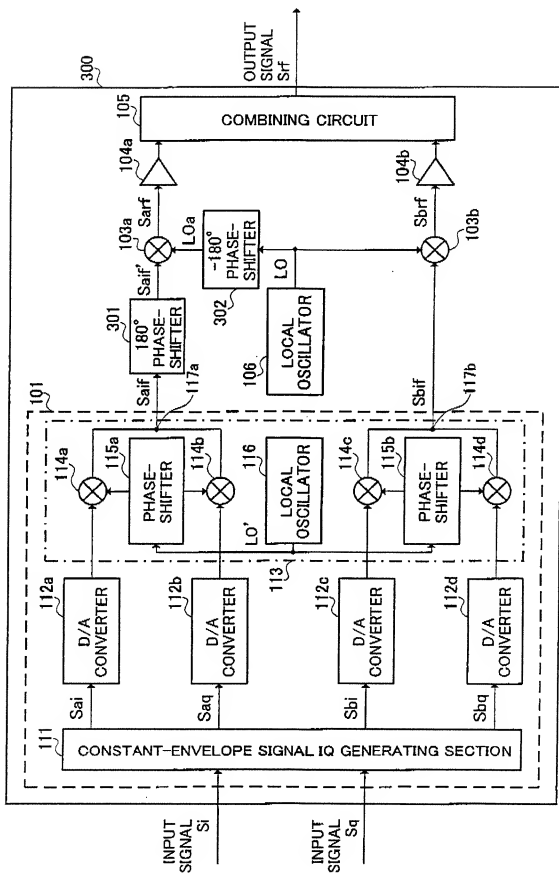 300
INPUT
SIGNAL
Si
INPUT
SIGNAL
Sq
111
CONSTANT-ENVELOPE SIGNAL IQ GENERATING SECTION
101
Sai
Saq
Sbi
Sbq
112a
D/A
CONVERTER
112b
D/A
CONVERTER
112c
D/A
CONVERTER
112d
D/A
CONVERTER
113
114a
115a
PHASE-
SHIFTER
114b
LO'
116
LOCAL
OSCILLATOR
114c
115b
PHASE-
SHIFTER
114d
117a
117b
Saif
Sbif
301
180°
PHASE-
SHIFTER
Saif'
103a
LOa
-180°
PHASE-
SHIFTER
302
LO
106
LOCAL
OSCILLATOR
103b
Sarf
Sbrf
104a
104b
105
COMBINING CIRCUIT
OUTPUT
SIGNAL
Srf